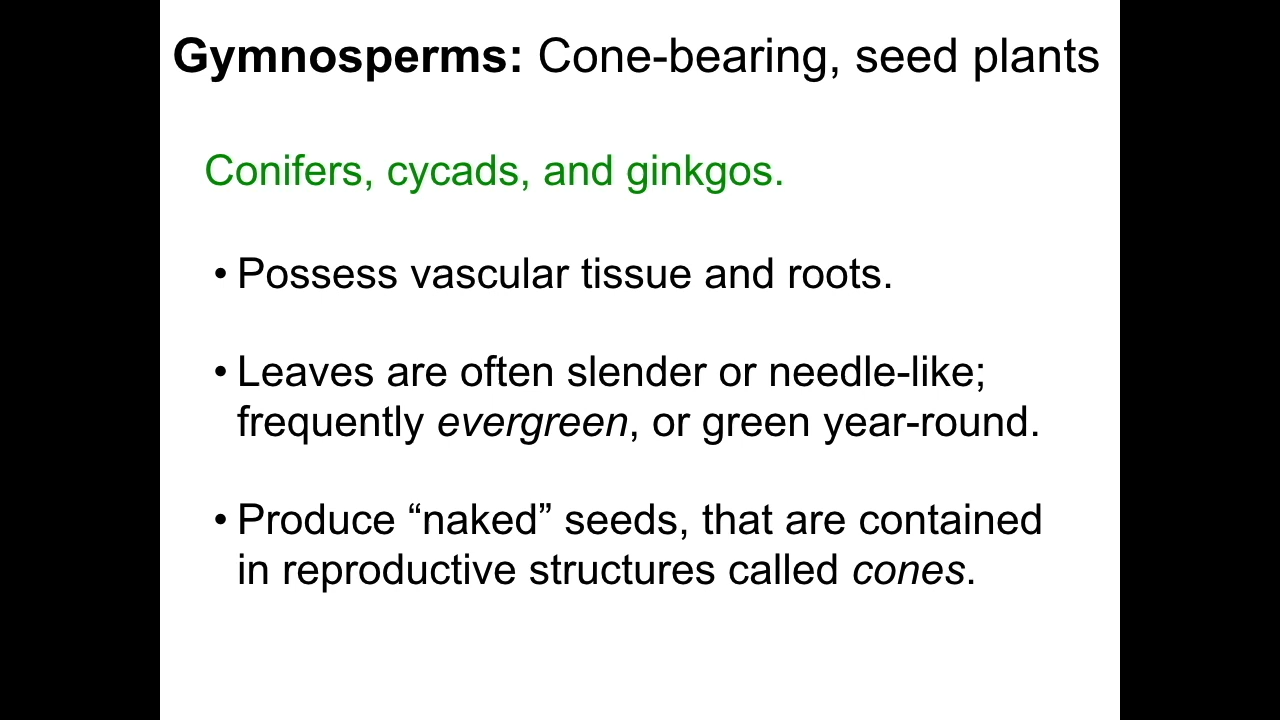 Gymnosperms: Cone-bearing, seed plants
Conifers, cycads, and ginkgos.
• Possess vascular tissue and roots.
• Leaves are often slender or needle-like;
frequently evergreen, or green year-round.
• Produce “naked” seeds, that are contained
in reproductive structures called cones.